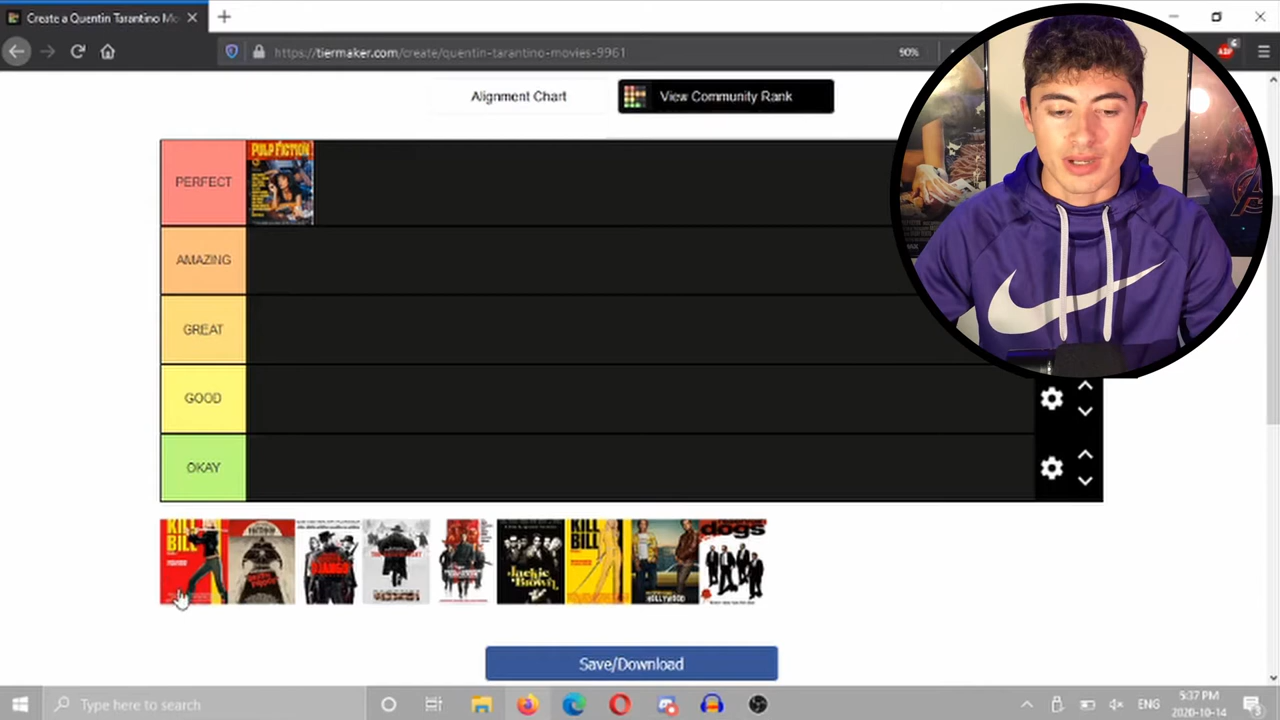 Create a Quentin Tarantino Mo
https://tiermaker.com/create/quentin-tarantino-movies-9961
90%
Alignment Chart
View Community Rank
PERFECT
PULP FICTION
AMAZING
GREAT
GOOD
OKAY
KILL BILL
DJANGO
Jackie Brown
KILL BILL
HOLLYWOOD
dogs
Save/Download
Type here to search
ENG
5:37 PM
2020-10-14